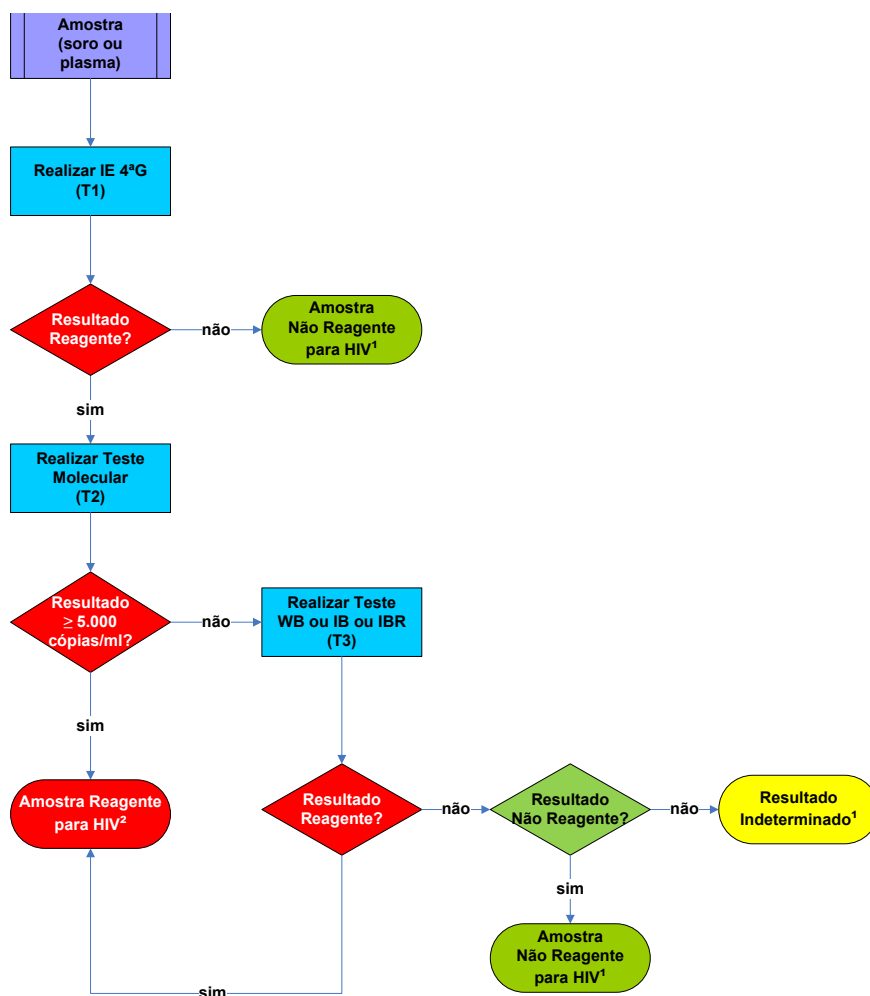 Amostra
(soro ou
plasma)
Realizar IE 4ªG
(T1)
Resultado
Reagente?
não
Amostra
Não Reagente
para HIV¹
sim
Realizar Teste
Molecular
(T2)
Resultado
≥ 5.000
cópias/ml?
não
Realizar Teste
WB ou IB ou IBR
(T3)
sim
Amostra Reagente
para HIV²
Resultado
Reagente?
não
Resultado
Não Reagente?
não
Resultado
Indeterminado¹
sim
Amostra
Não Reagente
para HIV¹
sim